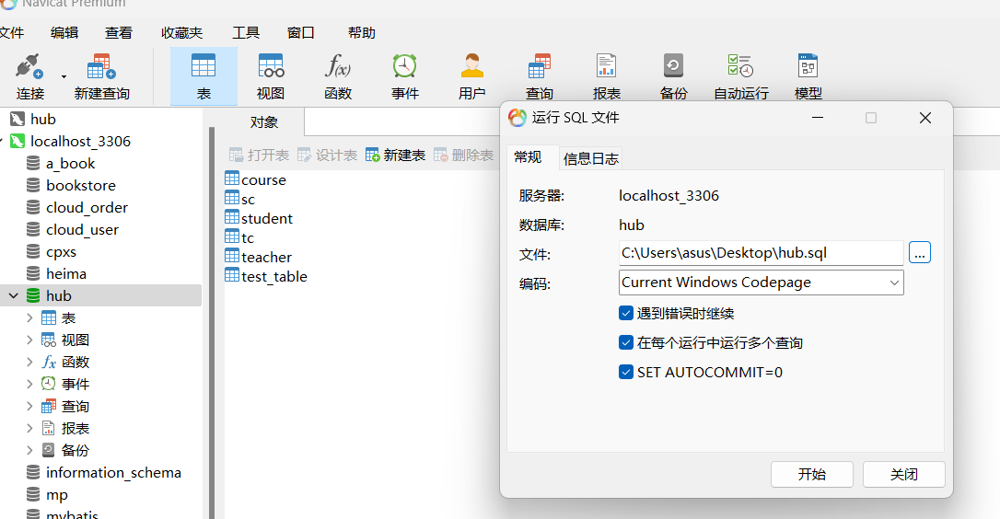 Navicat Premium
文件 编辑 查看 收藏夹 工具 窗口 帮助
连接 新建查询 表 视图 函数 事件 用户 查询 报表 备份 自动运行 模型
hub
localhost_3306
a_book
bookstore
cloud_order
cloud_user
cpxs
heima
hub
表
视图
函数
事件
查询
报表
备份
information_schema
mp
mybatis
对象
打开表 设计表 新建表 删除表
course
sc
student
tc
teacher
test_table
运行 SQL 文件
常规 信息日志
服务器: localhost_3306
数据库: hub
文件: C:\Users\asus\Desktop\hub.sql ...
编码: Current Windows Codepage
遇到错误时继续
在每个运行中运行多个查询
SET AUTOCOMMIT=0
开始 关闭